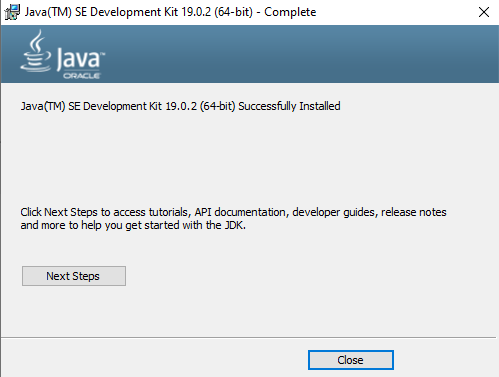 Java(TM) SE Development Kit 19.0.2 (64-bit) - Complete
Java™
ORACLE
Java(TM) SE Development Kit 19.0.2 (64-bit) Successfully Installed
Click Next Steps to access tutorials, API documentation, developer guides, release notes
and more to help you get started with the JDK.
Next Steps
Close